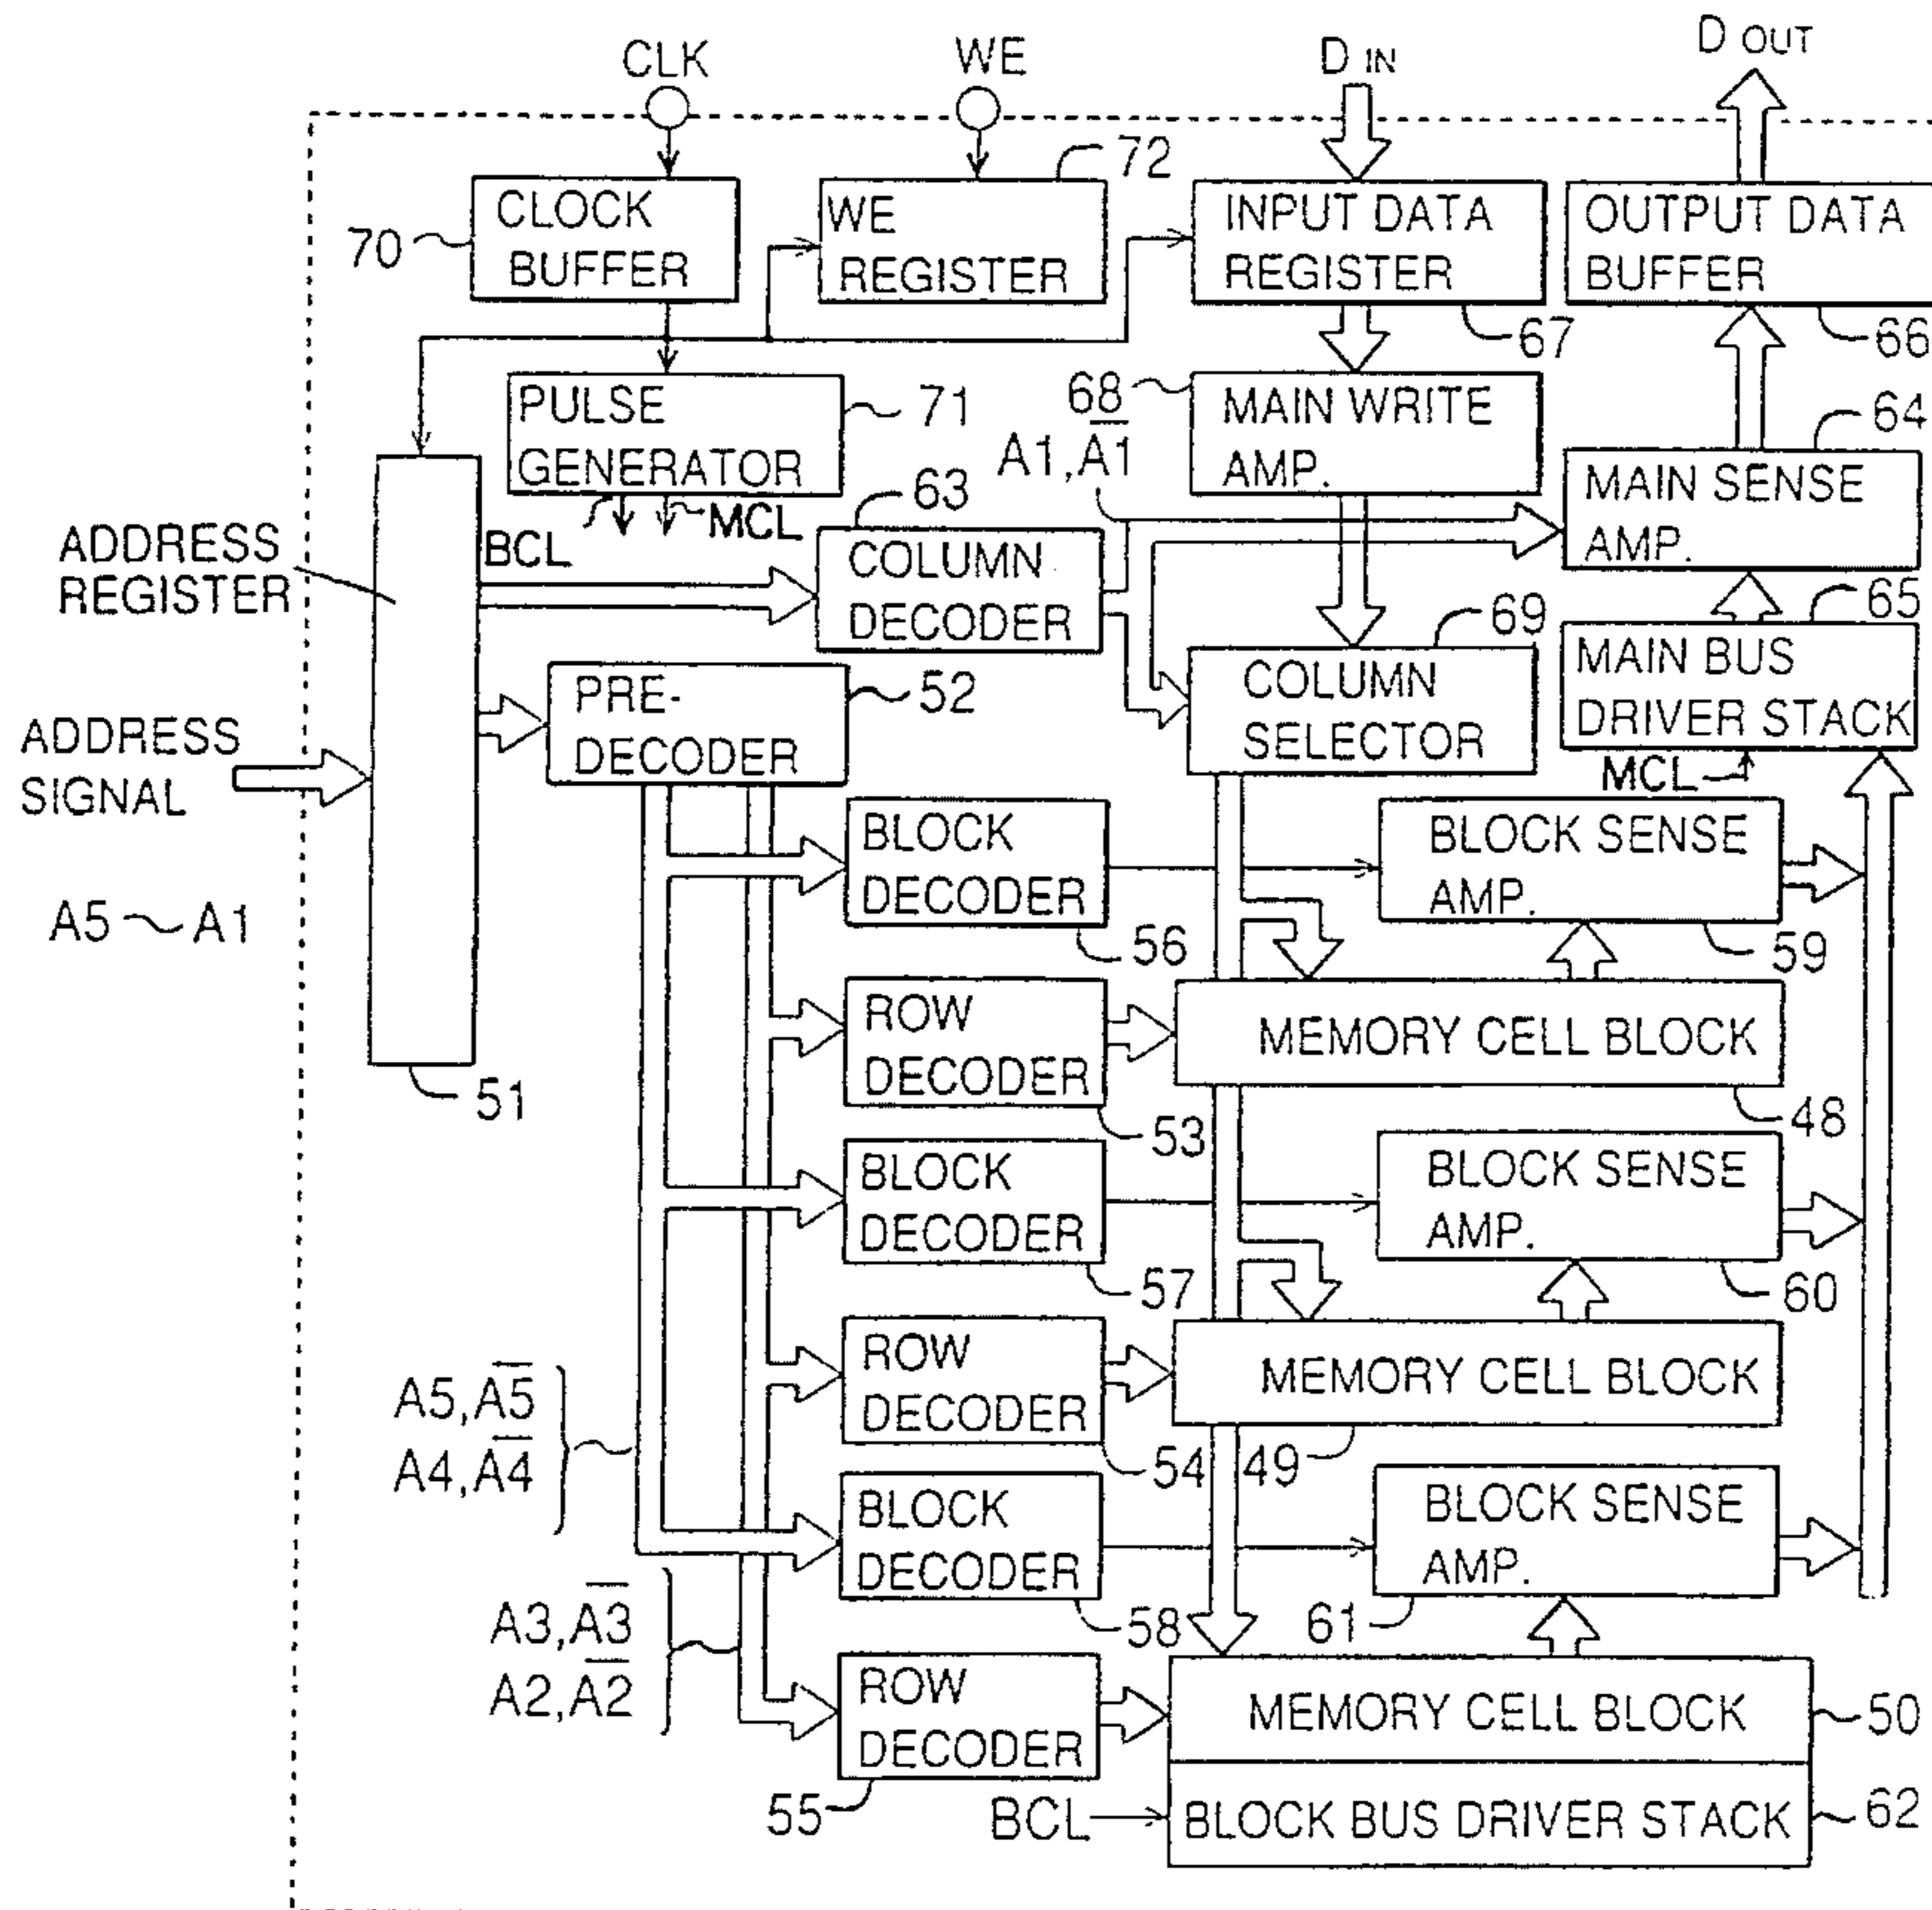 CLK
WE
D IN
D OUT
CLOCK
BUFFER
70
WE
REGISTER
72
INPUT DATA
REGISTER
67
OUTPUT DATA
BUFFER
66
PULSE
GENERATOR
71
68
MAIN WRITE
AMP.
A1, A̅1̅
64
MAIN SENSE
AMP.
BCL
MCL
63
COLUMN
DECODER
ADDRESS
REGISTER
69
COLUMN
SELECTOR
65
MAIN BUS
DRIVER STACK
MCL
PRE-
DECODER
52
ADDRESS
SIGNAL
A5~A1
51
BLOCK
DECODER
56
BLOCK SENSE
AMP.
59
ROW
DECODER
53
MEMORY CELL BLOCK
48
BLOCK
DECODER
57
BLOCK SENSE
AMP.
60
ROW
DECODER
54
MEMORY CELL BLOCK
49
A5, A̅5̅
A4, A̅4̅
BLOCK
DECODER
58
BLOCK SENSE
AMP.
61
A3, A̅3̅
A2, A̅2̅
ROW
DECODER
55
MEMORY CELL BLOCK
50
BCL
BLOCK BUS DRIVER STACK
62